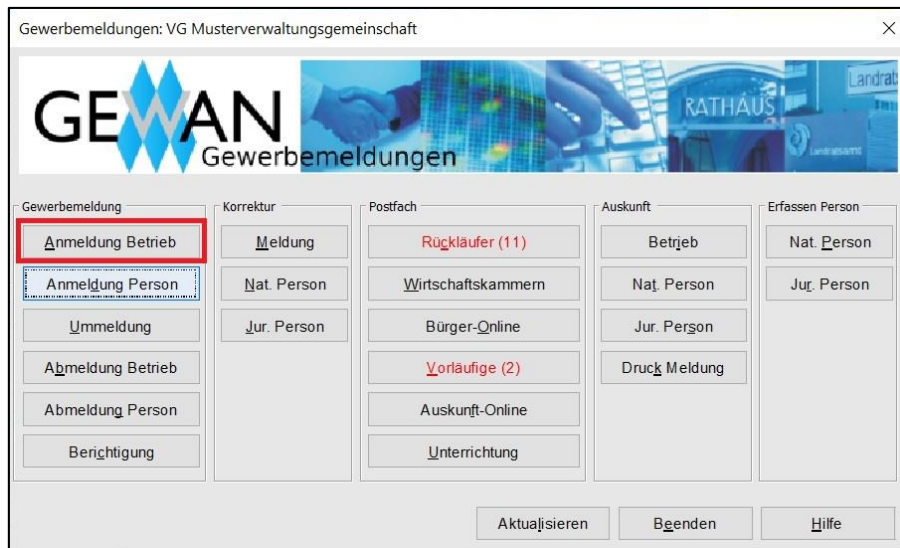 Gewerbemeldungen: VG Musterverwaltungsgemeinschaft
GEWAN
Gewerbemeldungen
RATHAUS
Landrat
Landratsamt
Gewerbemeldung
Anmeldung Betrieb
Anmeldung Person
Ummeldung
Abmeldung Betrieb
Abmeldung Person
Berichtigung
Korrektur
Meldung
Nat. Person
Jur. Person
Postfach
Rückläufer (11)
Wirtschaftskammern
Bürger-Online
Vorläufige (2)
Auskunft-Online
Unterrichtung
Auskunft
Betrieb
Nat. Person
Jur. Person
Druck Meldung
Erfassen Person
Nat. Person
Jur. Person
Aktualisieren
Beenden
Hilfe